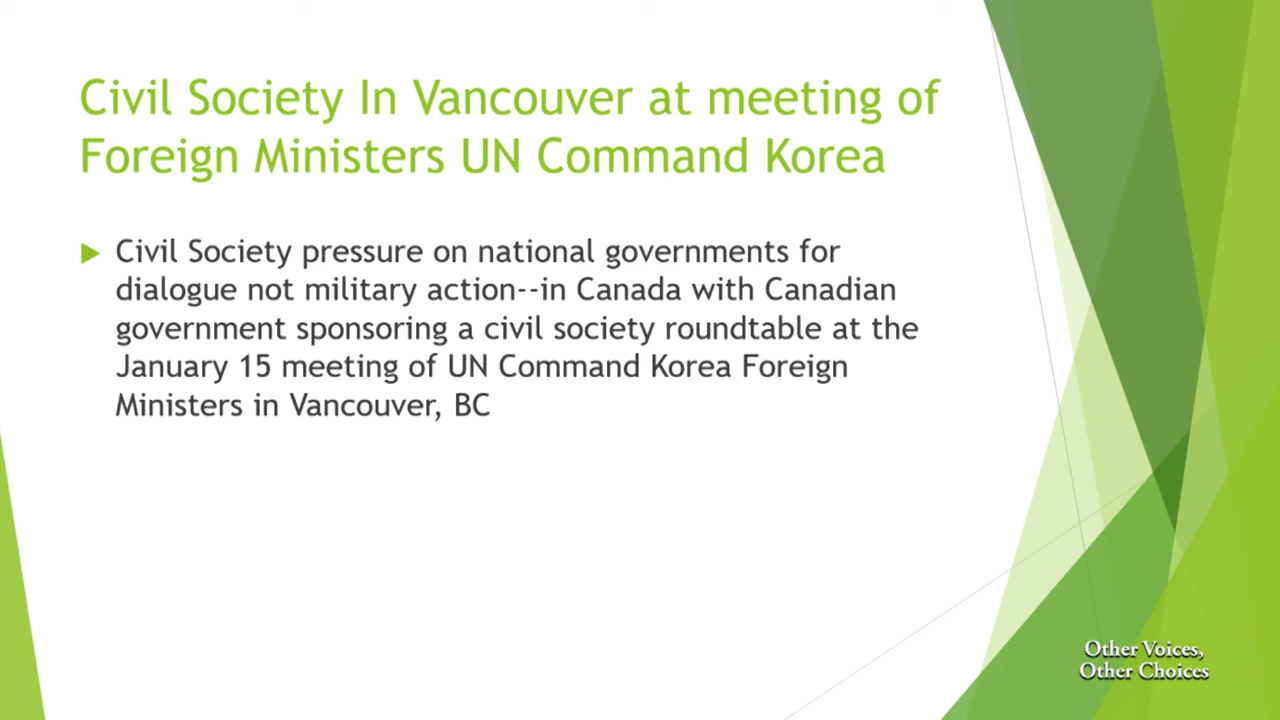 Civil Society In Vancouver at meeting of
Foreign Ministers UN Command Korea
Civil Society pressure on national governments for
dialogue not military action--in Canada with Canadian
government sponsoring a civil society roundtable at the
January 15 meeting of UN Command Korea Foreign
Ministers in Vancouver, BC
Other Voices,
Other Choices